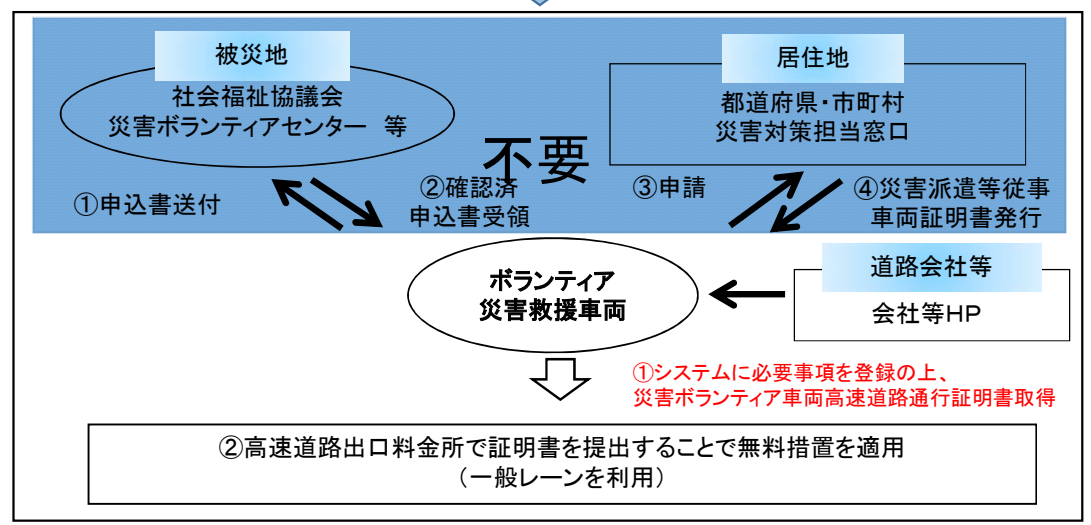 被災地
社会福祉協議会
災害ボランティアセンター 等
居住地
都道府県・市町村
災害対策担当窓口
不要
①申込書送付
②確認済
申込書受領
③申請
④災害派遣等従事
車両証明書発行
ボランティア
災害救援車両
道路会社等
会社等HP
①システムに必要事項を登録の上、
災害ボランティア車両高速道路通行証明書取得
②高速道路出口料金所で証明書を提出することで無料措置を適用
（一般レーンを利用）